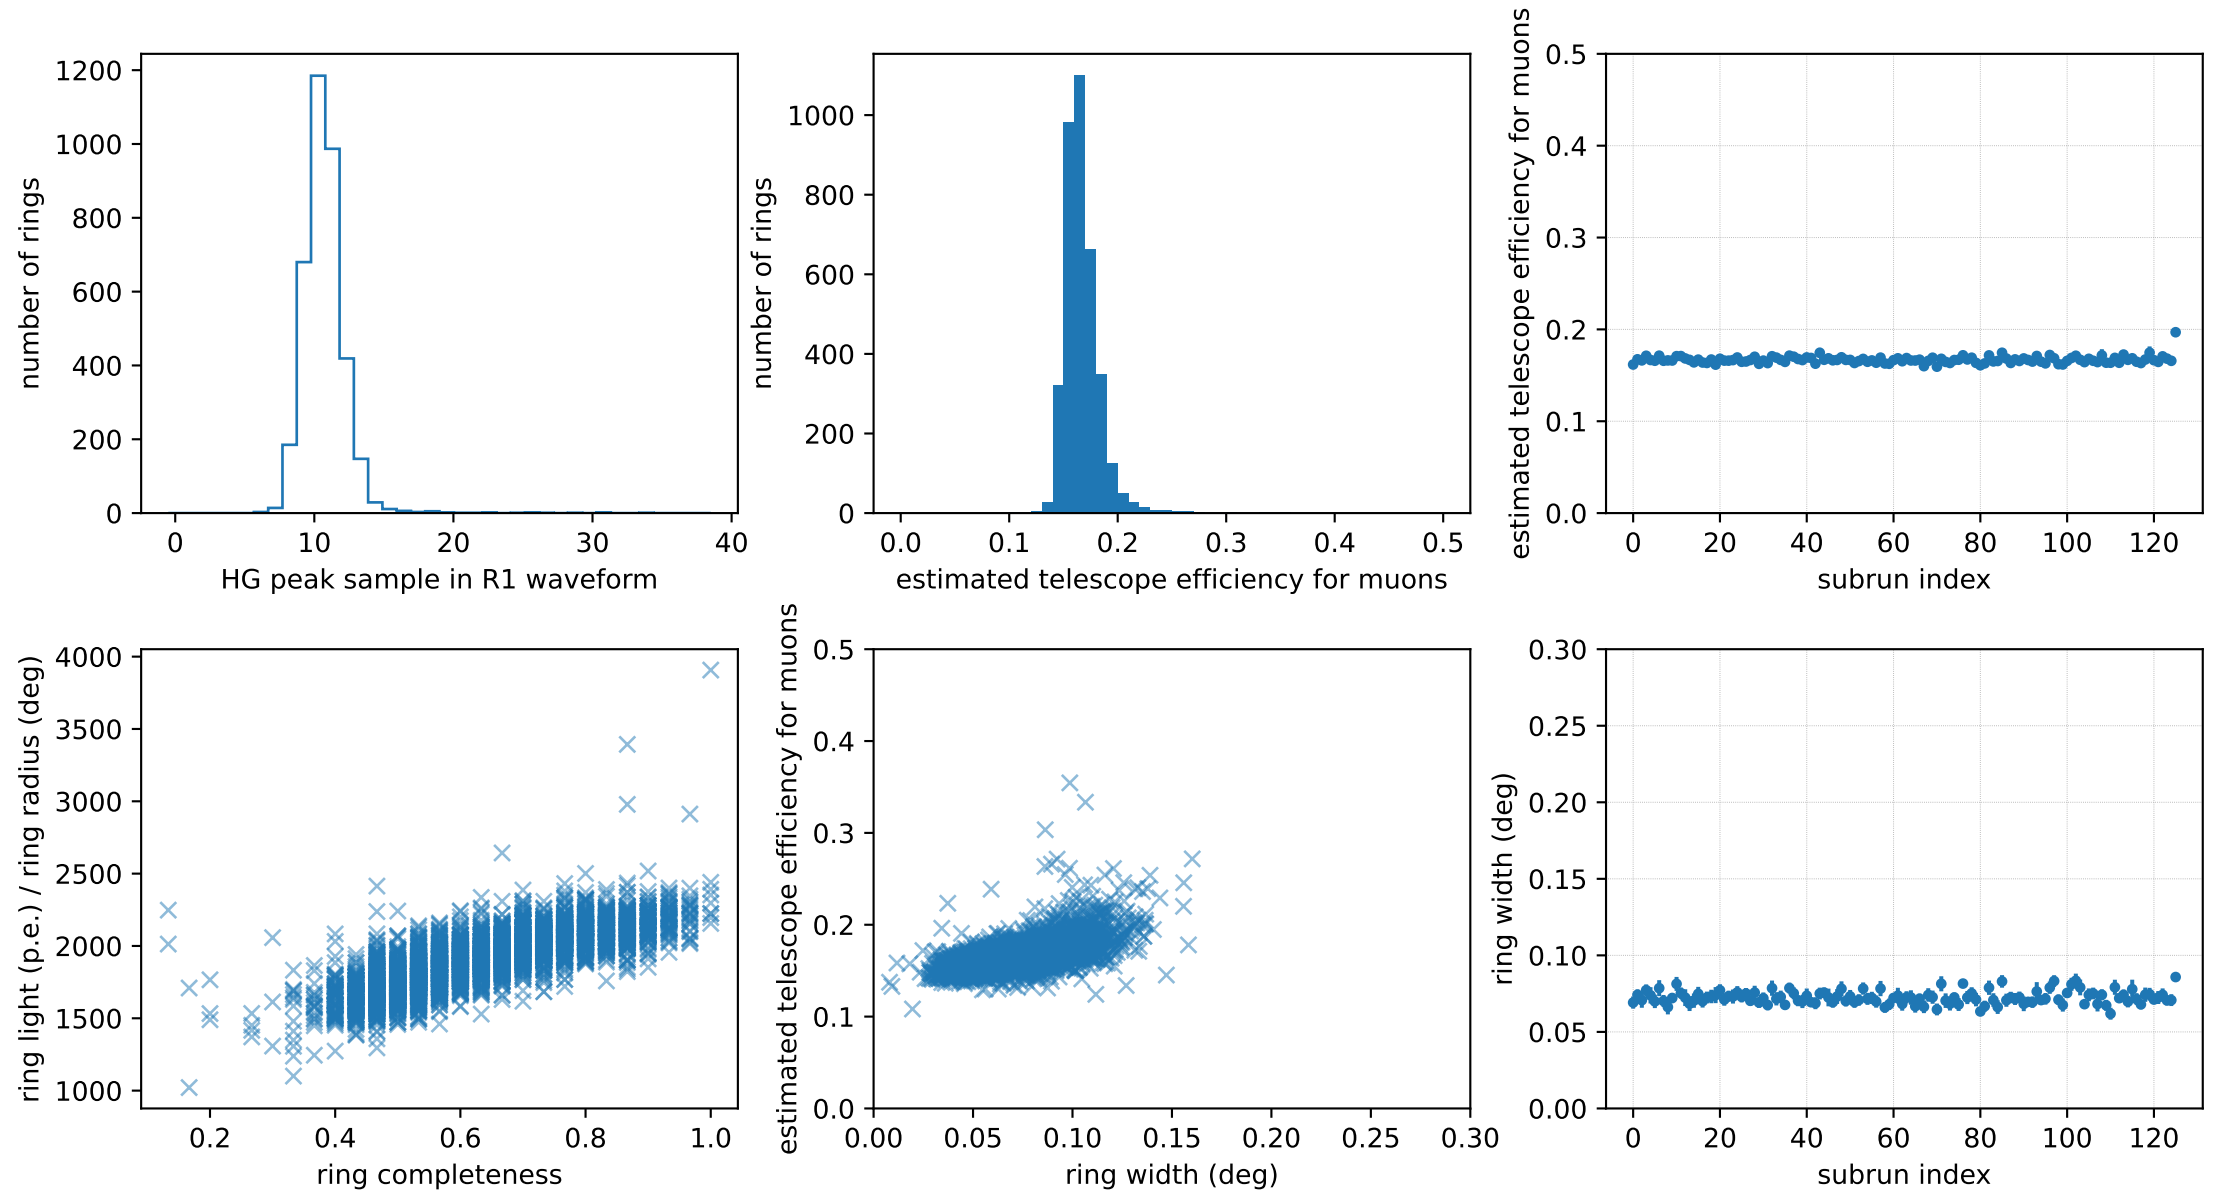 number of rings
1200
1000
800
600
400
200
0
0 10 20 30 40
HG peak sample in R1 waveform
number of rings
1000
800
600
400
200
0
0.0 0.1 0.2 0.3 0.4 0.5
estimated telescope efficiency for muons
estimated telescope efficiency for muons
0.5
0.4
0.3
0.2
0.1
0.0
0 20 40 60 80 100 120
subrun index
ring light (p.e.) / ring radius (deg)
4000
3500
3000
2500
2000
1500
1000
0.2 0.4 0.6 0.8 1.0
ring completeness
estimated telescope efficiency for muons
0.5
0.4
0.3
0.2
0.1
0.0
0.00 0.05 0.10 0.15 0.20 0.25 0.30
ring width (deg)
ring width (deg)
0.30
0.25
0.20
0.15
0.10
0.05
0.00
0 20 40 60 80 100 120
subrun index